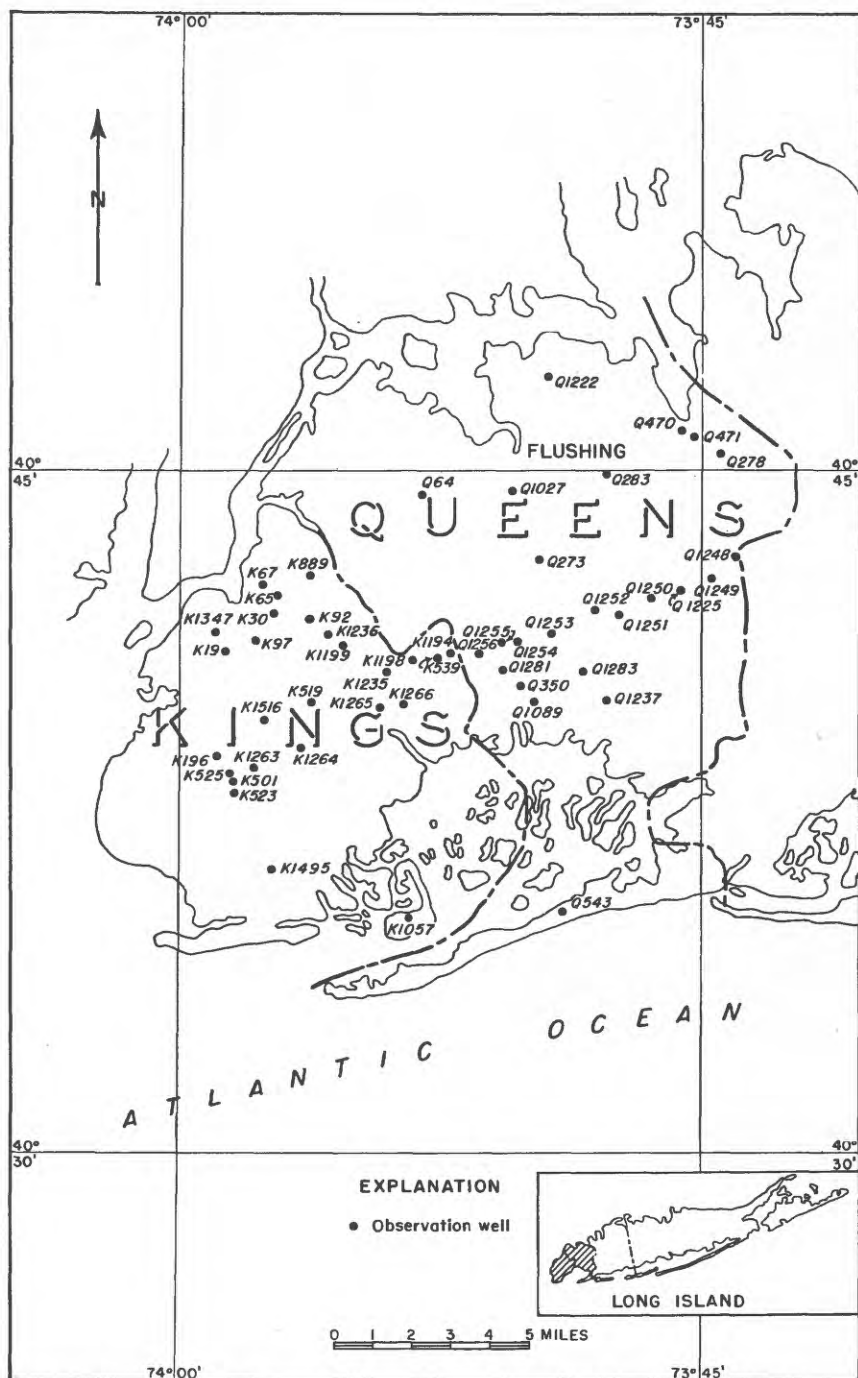 74° 00' 73° 45'
N
Q1222
Q470
Q471
FLUSHING
Q278
40° 45' 40° 45'
Q283
Q64
Q1027
QUEENS
Q1248
K889
Q273
K67
Q1249
K65
Q1250
Q1225
Q1252
K30
K92
Q1251
K1347
K1236
Q1253
K97
K1194
Q1255
K19
K1199
Q1256
Q1254
K1198
K539
Q1281
Q1283
K1235
Q350
K519
K1265
K1266
Q1089
Q1237
K1516
KINGS
K196
K1263
K1264
K525
K501
K523
K1495
K1057
Q543
ATLANTIC OCEAN
40° 30' 40° 30'
EXPLANATION
Observation well
LONG ISLAND
0 1 2 3 4 5 MILES
74° 00' 73° 45'